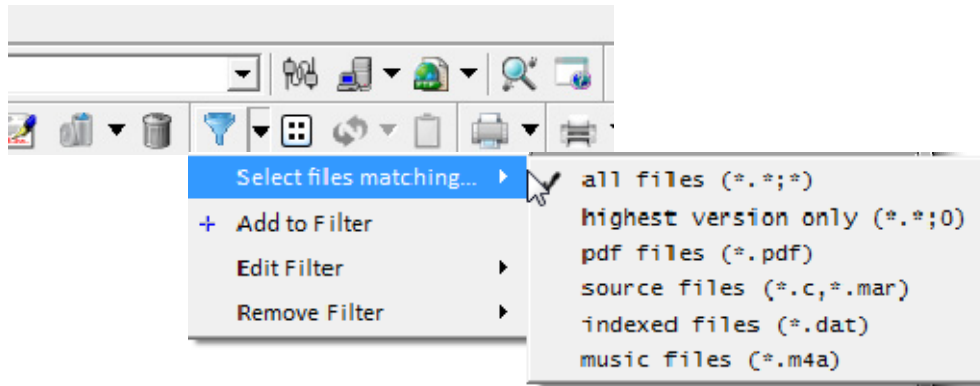 Select files matching...
Add to Filter
Edit Filter
Remove Filter
all files (*.*;*)
highest version only (*.*;0)
pdf files (*.pdf)
source files (*.c,*.mar)
indexed files (*.dat)
music files (*.m4a)